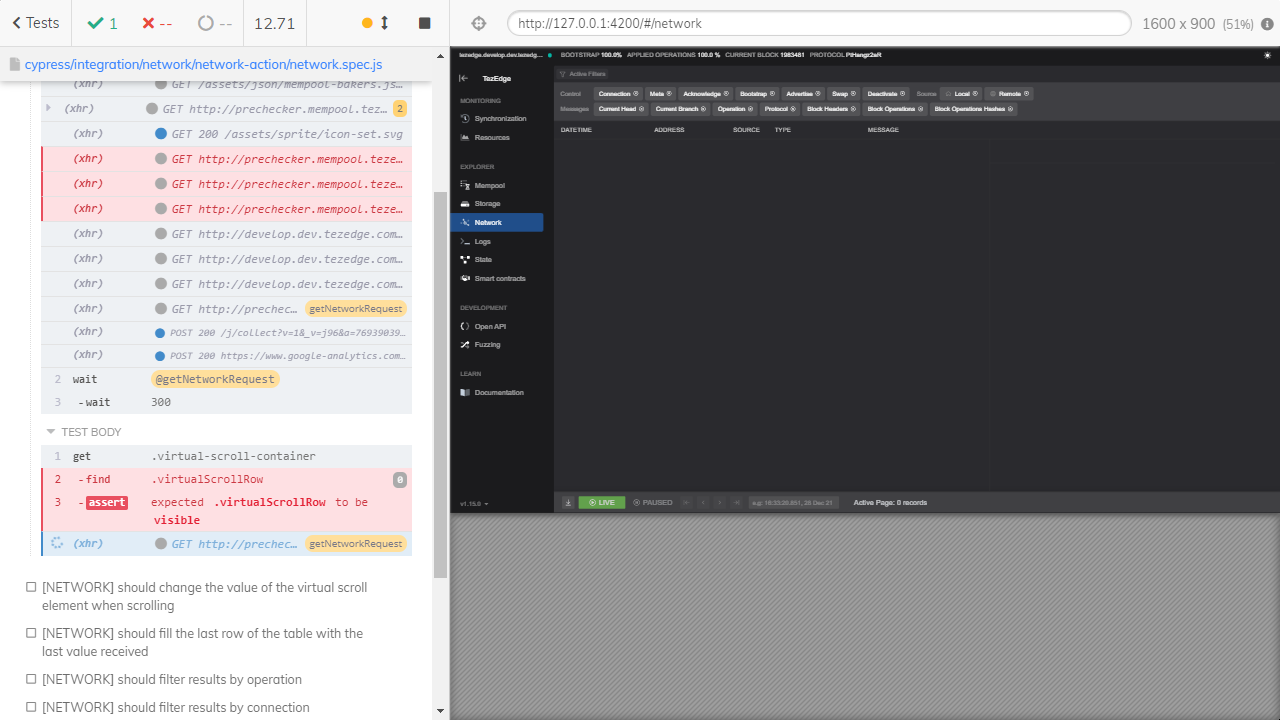 Tests
1
--
--
12.71
http://127.0.0.1:4200/#/network
1600 x 900 (51%)
cypress/integration/network/network-action/network.spec.js
GET /assets/json/mempool-bakers.js…
GET http://prechecker.mempool.tez…
2
(xhr) GET 200 /assets/sprite/icon-set.svg
(xhr) GET http://prechecker.mempool.teze…
(xhr) GET http://prechecker.mempool.teze…
(xhr) GET http://prechecker.mempool.teze…
(xhr) GET http://develop.dev.tezedge.com…
(xhr) GET http://develop.dev.tezedge.com…
(xhr) GET http://develop.dev.tezedge.com…
(xhr) GET http://prechec… getNetworkRequest
(xhr) POST 200 /j/collect?v=1&_v=j96&a=76939039…
(xhr) POST 200 https://www.google-analytics.com…
2 wait @getNetworkRequest
3 -wait 300
TEST BODY
1 get .virtual-scroll-container
2 -find .virtualScrollRow 0
3 -assert expected .virtualScrollRow to be
visible
(xhr) GET http://prechec… getNetworkRequest
[NETWORK] should change the value of the virtual scroll
element when scrolling
[NETWORK] should fill the last row of the table with the
last value received
[NETWORK] should filter results by operation
[NETWORK] should filter results by connection
tezedge.develop.dev.tezedg…
BOOTSTRAP 100.0% APPLIED OPERATIONS 100.0 % CURRENT BLOCK 1983481 PROTOCOL PtHangz2aR
TezEdge
Active Filters
MONITORING
Synchronization
Resources
EXPLORER
Mempool
Storage
Network
Logs
State
Smart contracts
DEVELOPMENT
Open API
Fuzzing
LEARN
Documentation
v1.15.0
Control Connection Meta Acknowledge Bootstrap Advertise Swap Deactivate Source Local Remote
Messages Current Head Current Branch Operation Protocol Block Headers Block Operations Block Operations Hashes
DATETIME ADDRESS SOURCE TYPE MESSAGE
LIVE PAUSED e.g: 16:33:20.851, 28 Dec 21 Active Page: 0 records